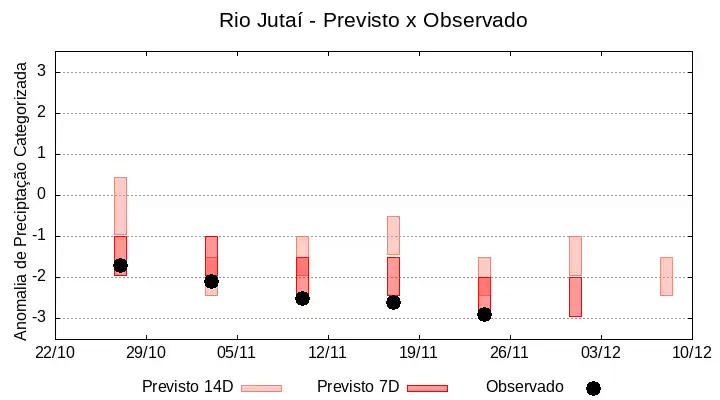 Rio Jutaí - Previsto x Observado
Anomalia de Preciptação Categorizada
3
2
1
0
-1
-2
-3
22/10 29/10 05/11 12/11 19/11 26/11 03/12 10/12
Previsto 14D Previsto 7D Observado